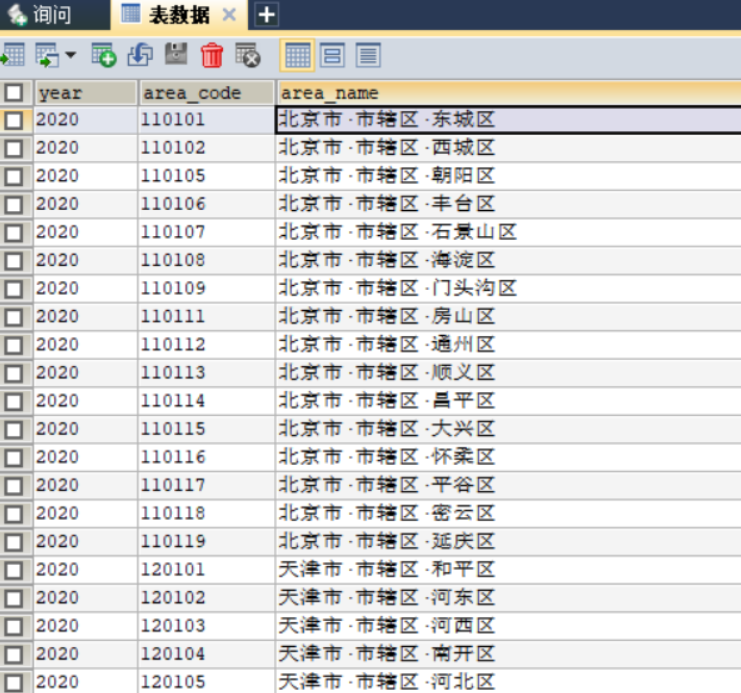 询问 表数据
year area_code area_name
2020 110101 北京市·市辖区·东城区
2020 110102 北京市·市辖区·西城区
2020 110105 北京市·市辖区·朝阳区
2020 110106 北京市·市辖区·丰台区
2020 110107 北京市·市辖区·石景山区
2020 110108 北京市·市辖区·海淀区
2020 110109 北京市·市辖区·门头沟区
2020 110111 北京市·市辖区·房山区
2020 110112 北京市·市辖区·通州区
2020 110113 北京市·市辖区·顺义区
2020 110114 北京市·市辖区·昌平区
2020 110115 北京市·市辖区·大兴区
2020 110116 北京市·市辖区·怀柔区
2020 110117 北京市·市辖区·平谷区
2020 110118 北京市·市辖区·密云区
2020 110119 北京市·市辖区·延庆区
2020 120101 天津市·市辖区·和平区
2020 120102 天津市·市辖区·河东区
2020 120103 天津市·市辖区·河西区
2020 120104 天津市·市辖区·南开区
2020 120105 天津市·市辖区·河北区